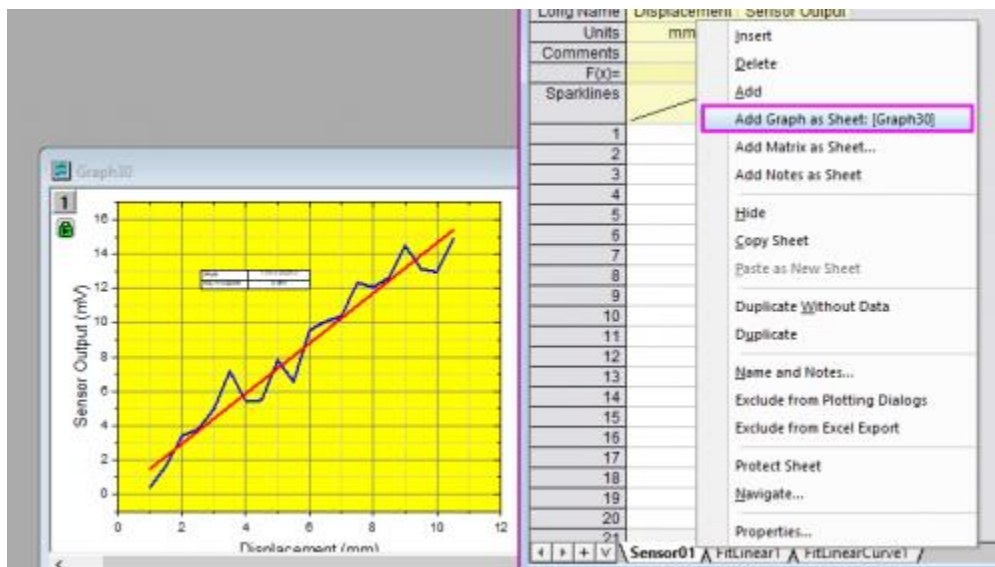 Graph30
1
16
14
12
10
8
6
4
2
0
0 2 4 6 8 10 12
Sensor Output (mV)
Displacement (mm)
Long Name Displacement Sensor Output
Units mm
Comments
F(x)=
Sparklines
1
2
3
4
5
6
7
8
9
10
11
12
13
14
15
16
17
18
19
20
21
Insert
Delete
Add
Add Graph as Sheet: [Graph30]
Add Matrix as Sheet...
Add Notes as Sheet
Hide
Copy Sheet
Paste as New Sheet
Duplicate Without Data
Duplicate
Name and Notes...
Exclude from Plotting Dialogs
Exclude from Excel Export
Protect Sheet
Navigate...
Properties...
Sensor01 FitLinear1 FitLinearCurve1